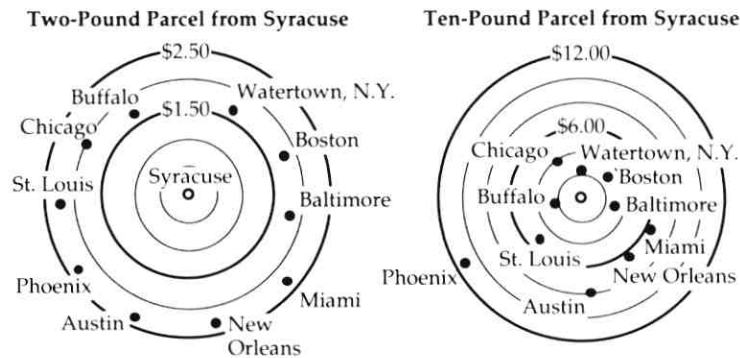 Two-Pound Parcel from Syracuse
$2.50
Buffalo
$1.50
Watertown, N.Y.
Chicago
Boston
St. Louis
Syracuse
Baltimore
Phoenix
Miami
Austin
New
Orleans
Ten-Pound Parcel from Syracuse
$12.00
$6.00
Chicago
Watertown, N.Y.
Boston
Buffalo
Baltimore
St. Louis
Miami
Phoenix
New Orleans
Austin